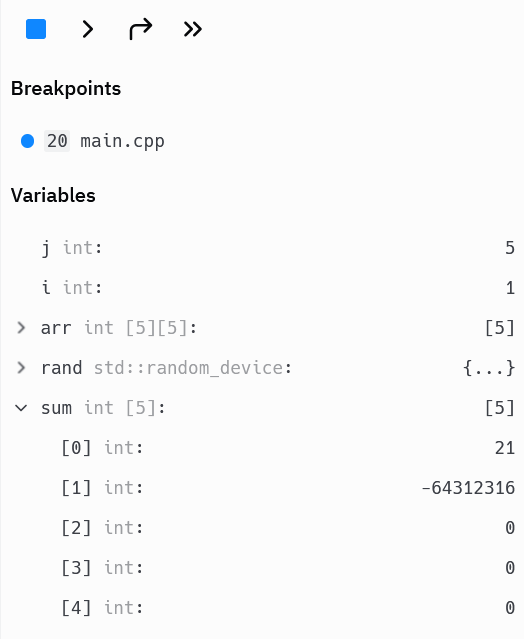 Breakpoints
20 main.cpp
Variables
j int: 5
i int: 1
arr int [5][5]: [5]
rand std::random_device: {...}
sum int [5]: [5]
[0] int: 21
[1] int: -64312316
[2] int: 0
[3] int: 0
[4] int: 0